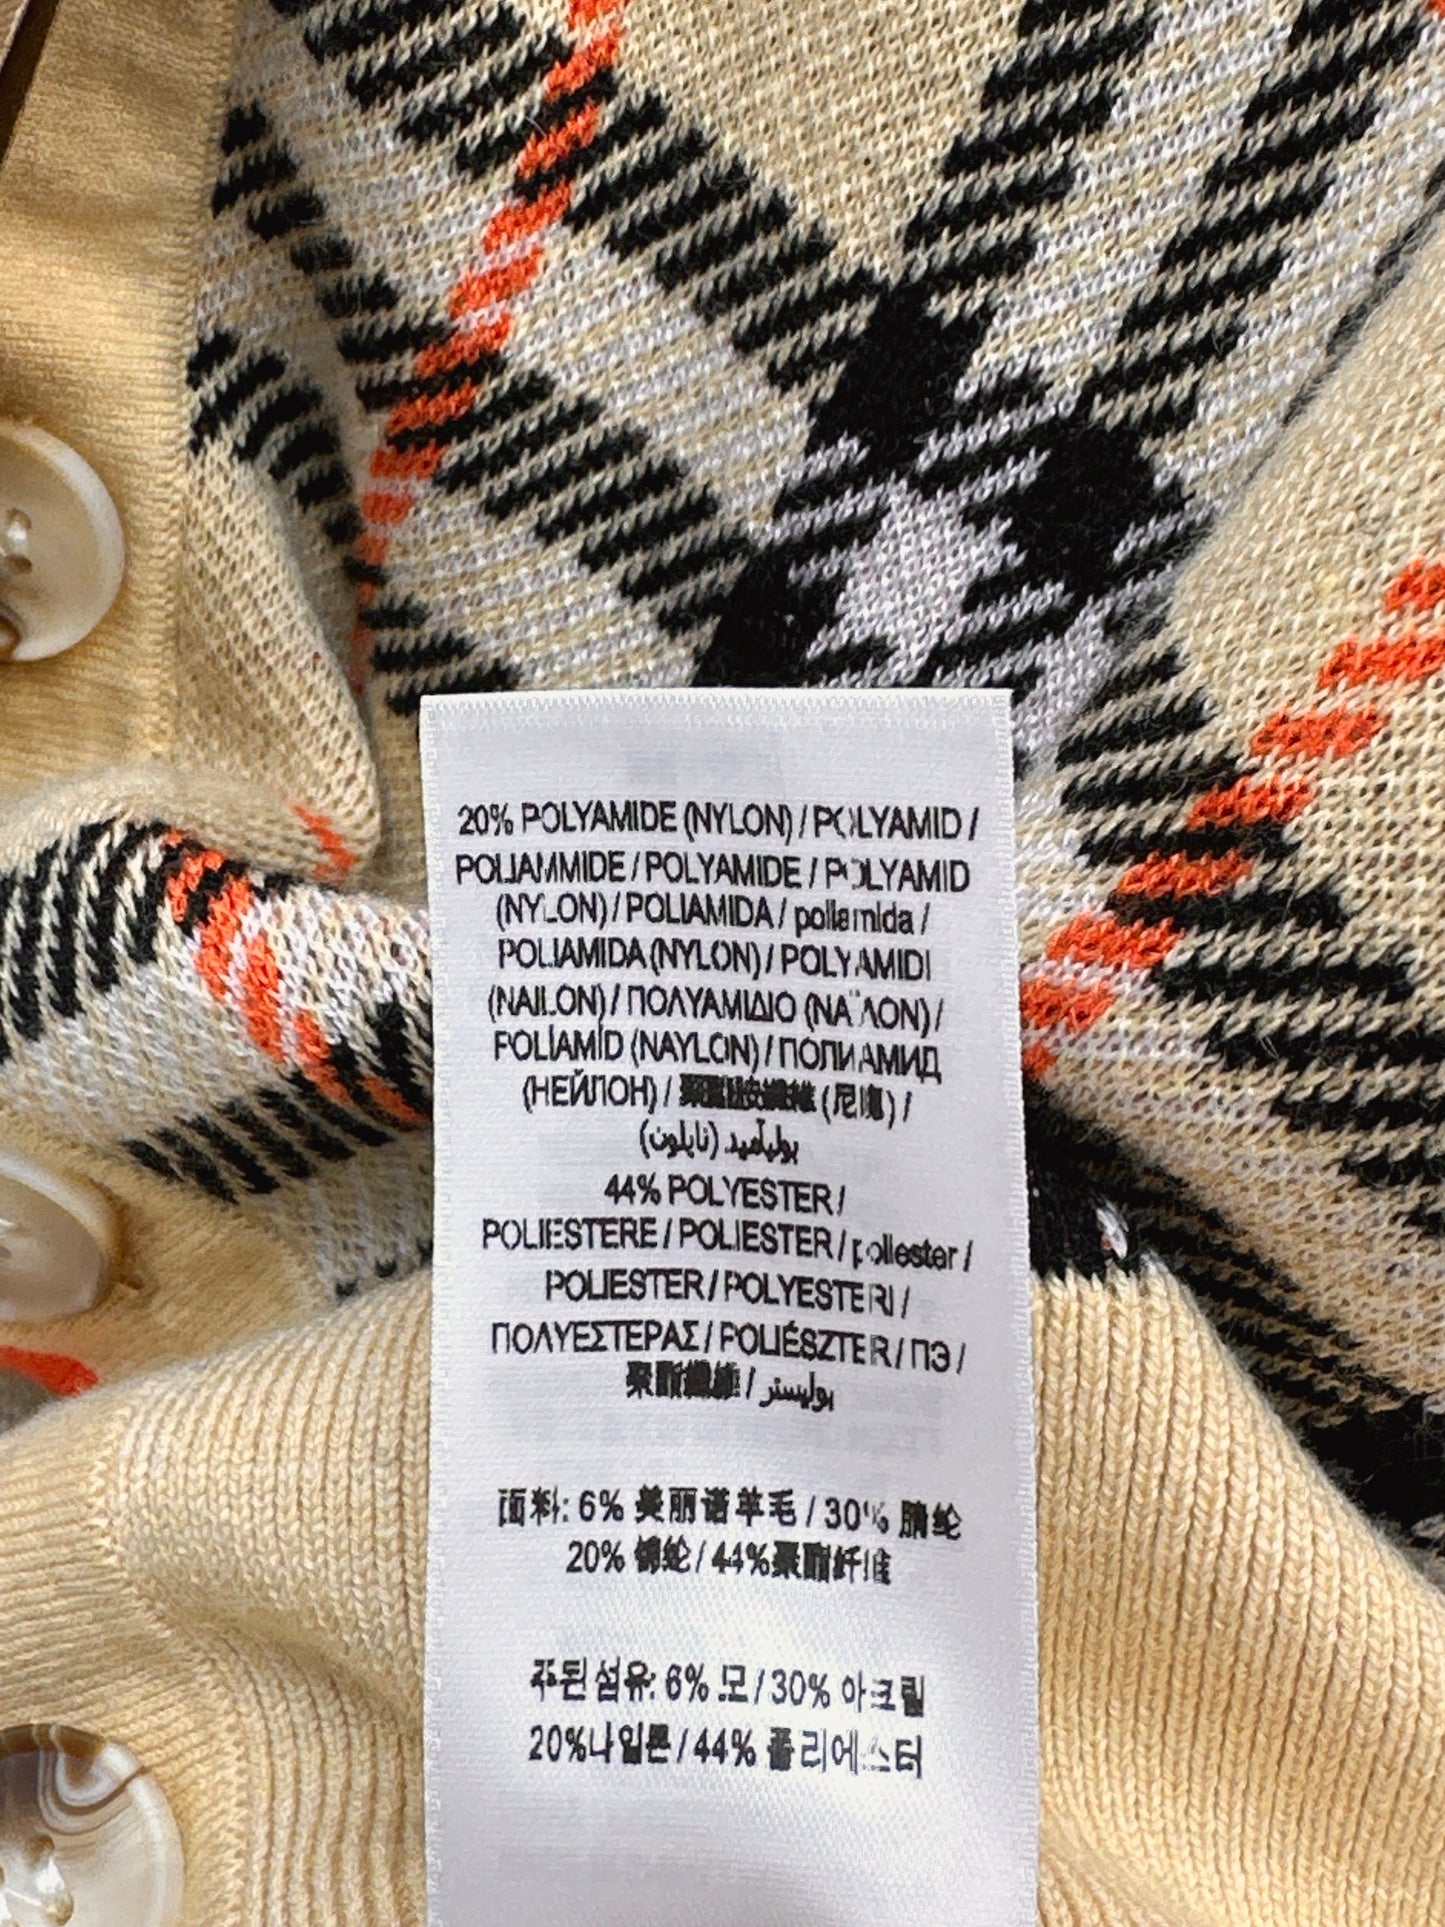 20% POLYAMIDE (NYLON) / POLYAMID /
POLIAMMIDE / POLYAMIDE / POLYAMID
(NYLON) / POLIAMIDA / poliamida /
POLIAMIDA (NYLON) / POLYAMIDI
(NAILON) / ΠΟΛΥΑΜΙΔΙΟ (ΝΑΪΛΟΝ) /
POLIAMID (NAYLON) / ПОЛИАМИД
(НЕЙЛОН) / (尼龍) /
بولیآمید (نايلون)
44% POLYESTER /
POLIESTERE / POLIESTER / poliester /
POLIESTER / POLYESTERI /
ΠΟΛΥΕΣΤΕΡΑΣ / POLIÉSZTER / ПЭ /
聚酯纖維 / بوليستر
面料: 6% 美丽诺羊毛 / 30% 腈纶
20% 锦纶 / 44%聚酯纤维
주된 섬유: 6% 모 / 30% 아크릴
20%나일론 / 44% 폴리에스터